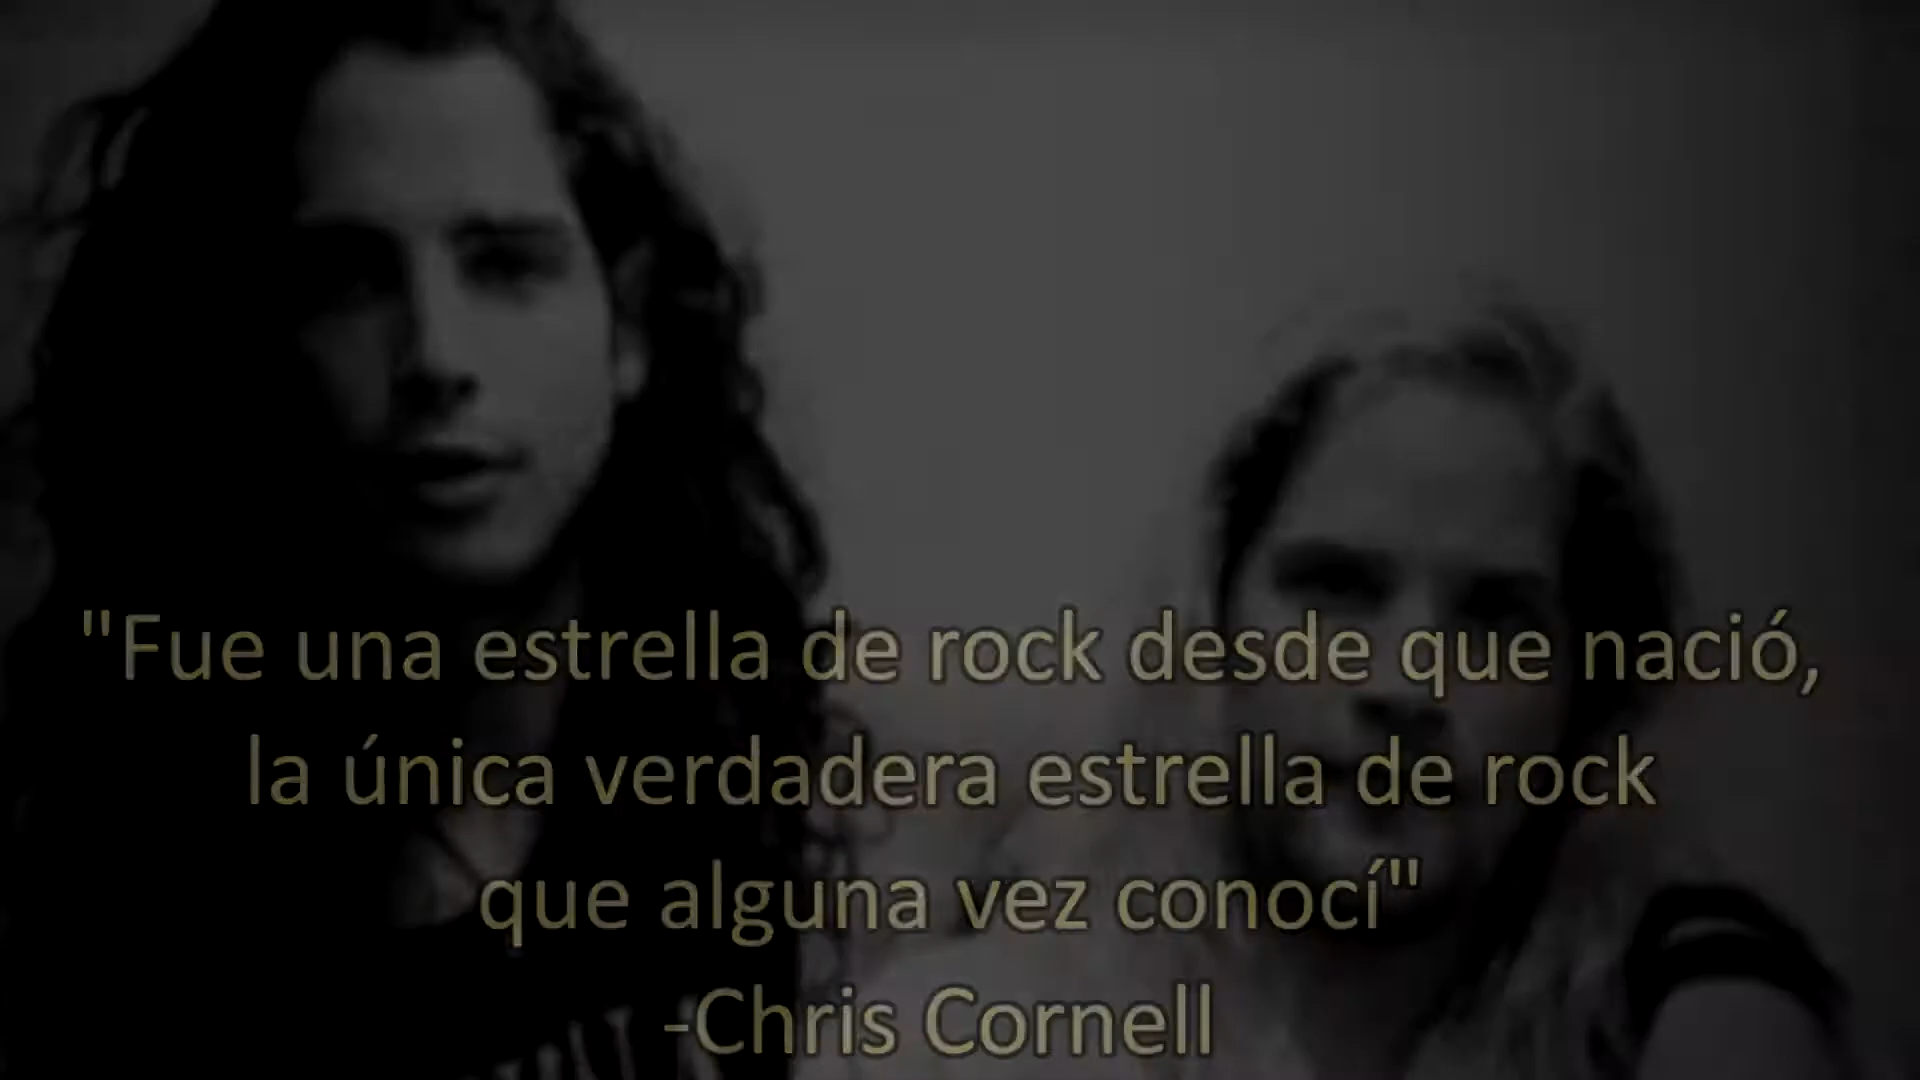 "Fue una estrella de rock desde que nació,
la única verdadera estrella de rock
que alguna vez conocí"
-Chris Cornell